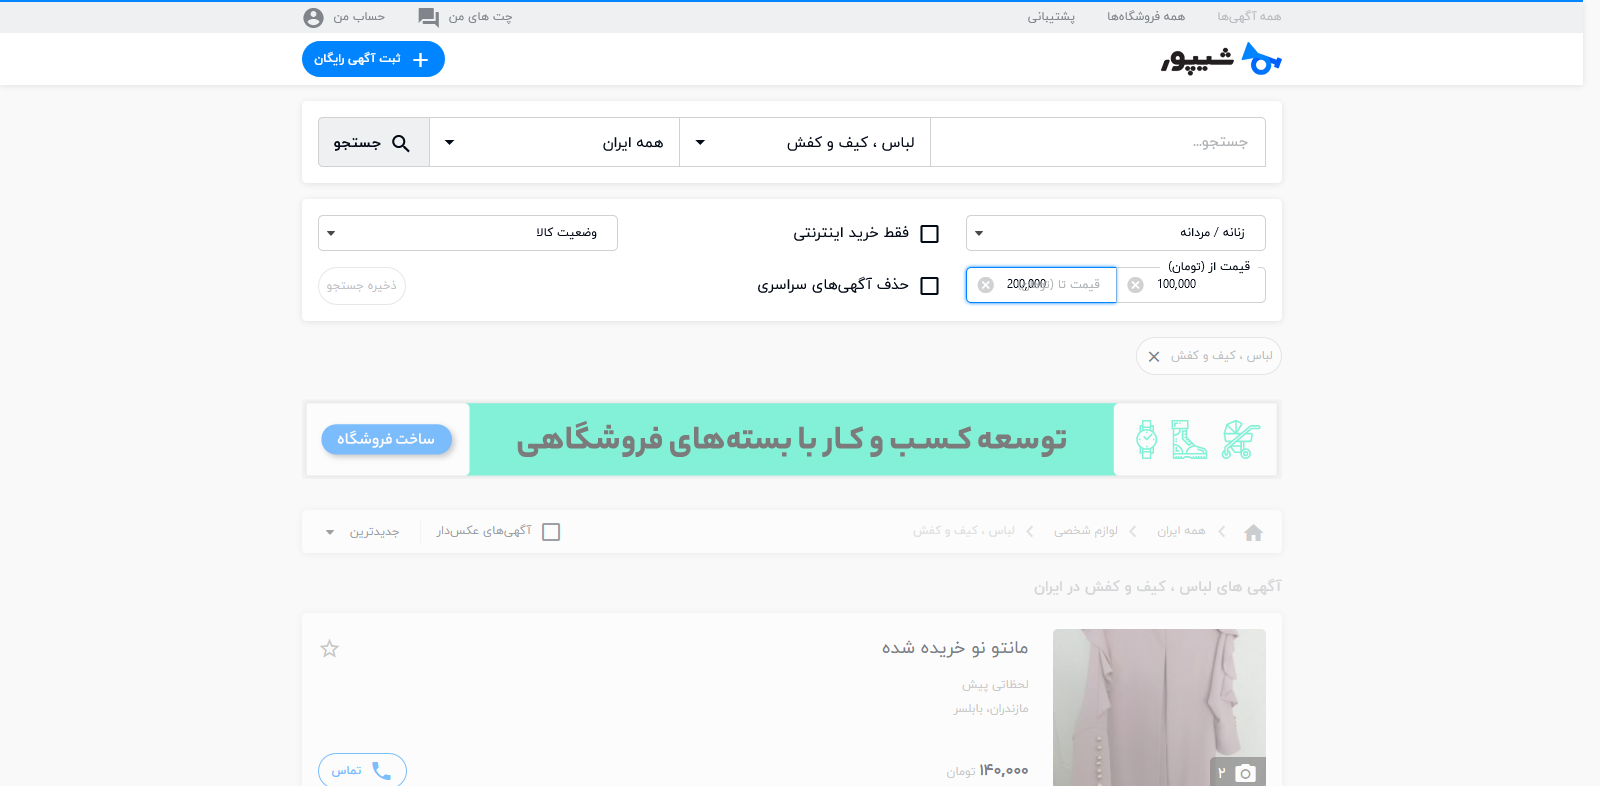 همه آگهی‌ها همه فروشگاه‌ها پشتیبانی چت های من حساب من
شیپور ثبت آگهی رایگان
جستجو... لباس ، کیف و کفش همه ایران جستجو
زنانه / مردانه فقط خرید اینترنتی وضعیت کالا
قیمت از (تومان)
100,000 قیمت تا (تومان) 200,000 حذف آگهی‌های سراسری ذخیره جستجو
لباس ، کیف و کفش
توسعه کسب و کار با بسته‌های فروشگاهی ساخت فروشگاه
همه ایران لوازم شخصی لباس ، کیف و کفش آگهی‌های عکس‌دار جدیدترین
آگهی های لباس ، کیف و کفش در ایران
مانتو نو خریده شده
لحظاتی پیش
مازندران، بابلسر
۲ ۱۴۰,۰۰۰ تومان تماس